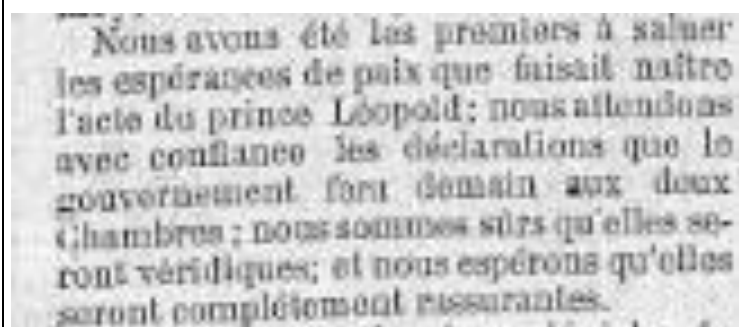 Nous avons été les premiers à saluer
les espérances de paix que faisait naître
l'acte du prince Léopold; nous attendons
avec confiance les déclarations que le
gouvernement fera demain aux deux
Chambres; nous sommes sûrs qu'elles se-
ront véridiques; et nous espérons qu'elles
seront complétement rassurantes.